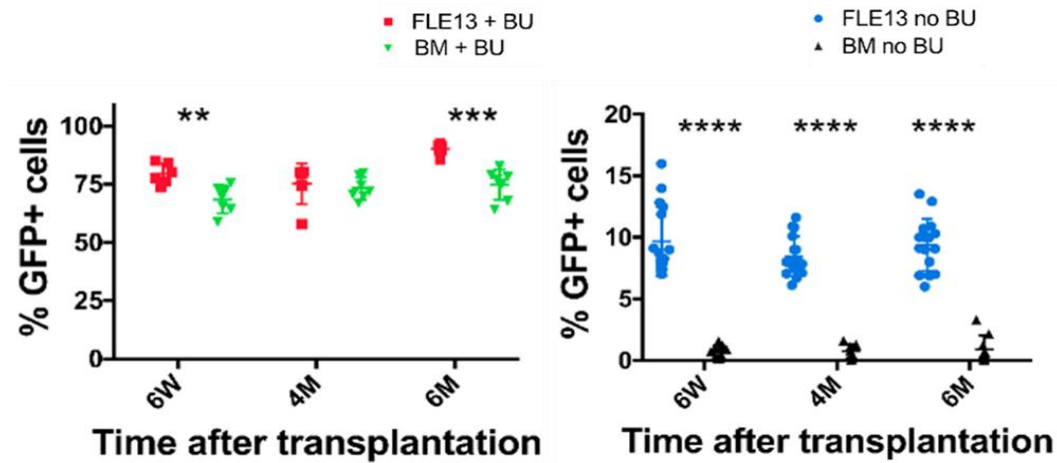 FLE13 + BU
BM + BU
% GFP+ cells
100
75
50
25
0
** ***
6W 4M 6M
Time after transplantation
FLE13 no BU
BM no BU
% GFP+ cells
20
15
10
5
0
**** **** ****
6W 4M 6M
Time after transplantation